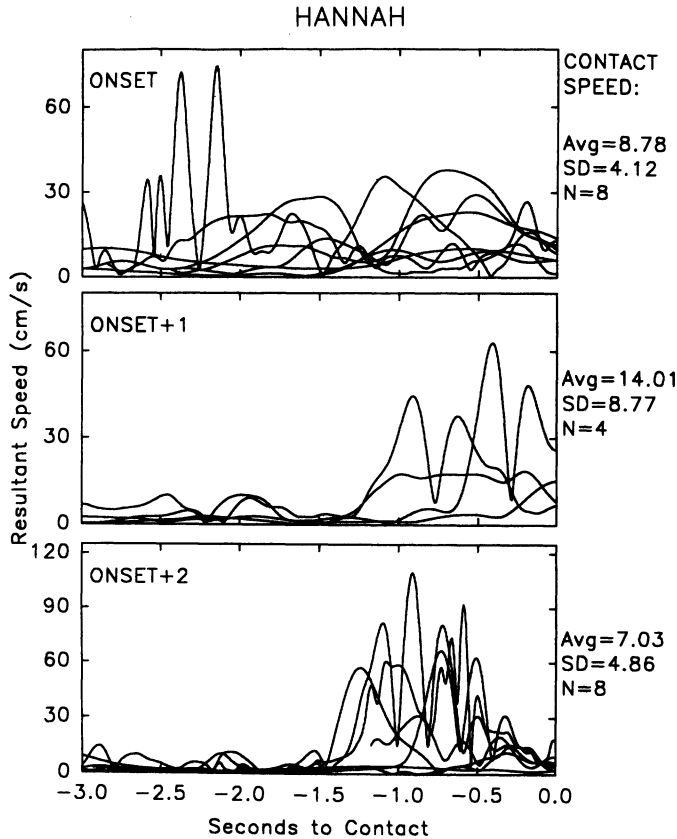 HANNAH
ONSET
60
30
0
CONTACT
SPEED:
Avg=8.78
SD=4.12
N=8
ONSET+1
60
30
0
Avg=14.01
SD=8.77
N=4
Resultant Speed (cm/s)
ONSET+2
120
90
60
30
0
Avg=7.03
SD=4.86
N=8
-3.0 -2.5 -2.0 -1.5 -1.0 -0.5 0.0
Seconds to Contact